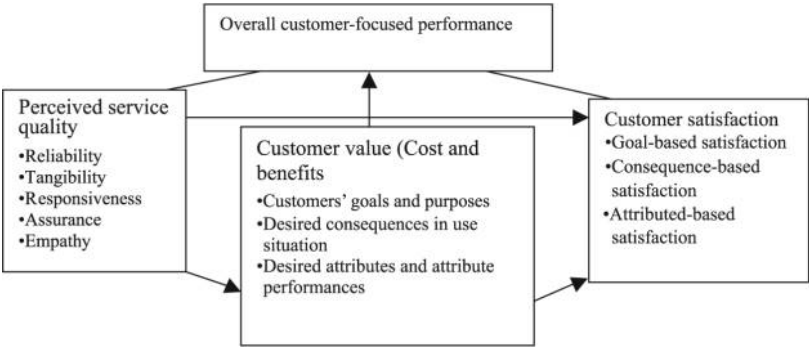 Overall customer-focused performance
Perceived service
quality
•Reliability
•Tangibility
•Responsiveness
•Assurance
•Empathy
Customer value (Cost and
benefits
•Customers' goals and purposes
•Desired consequences in use
situation
•Desired attributes and attribute
performances
Customer satisfaction
•Goal-based satisfaction
•Consequence-based
satisfaction
•Attributed-based
satisfaction